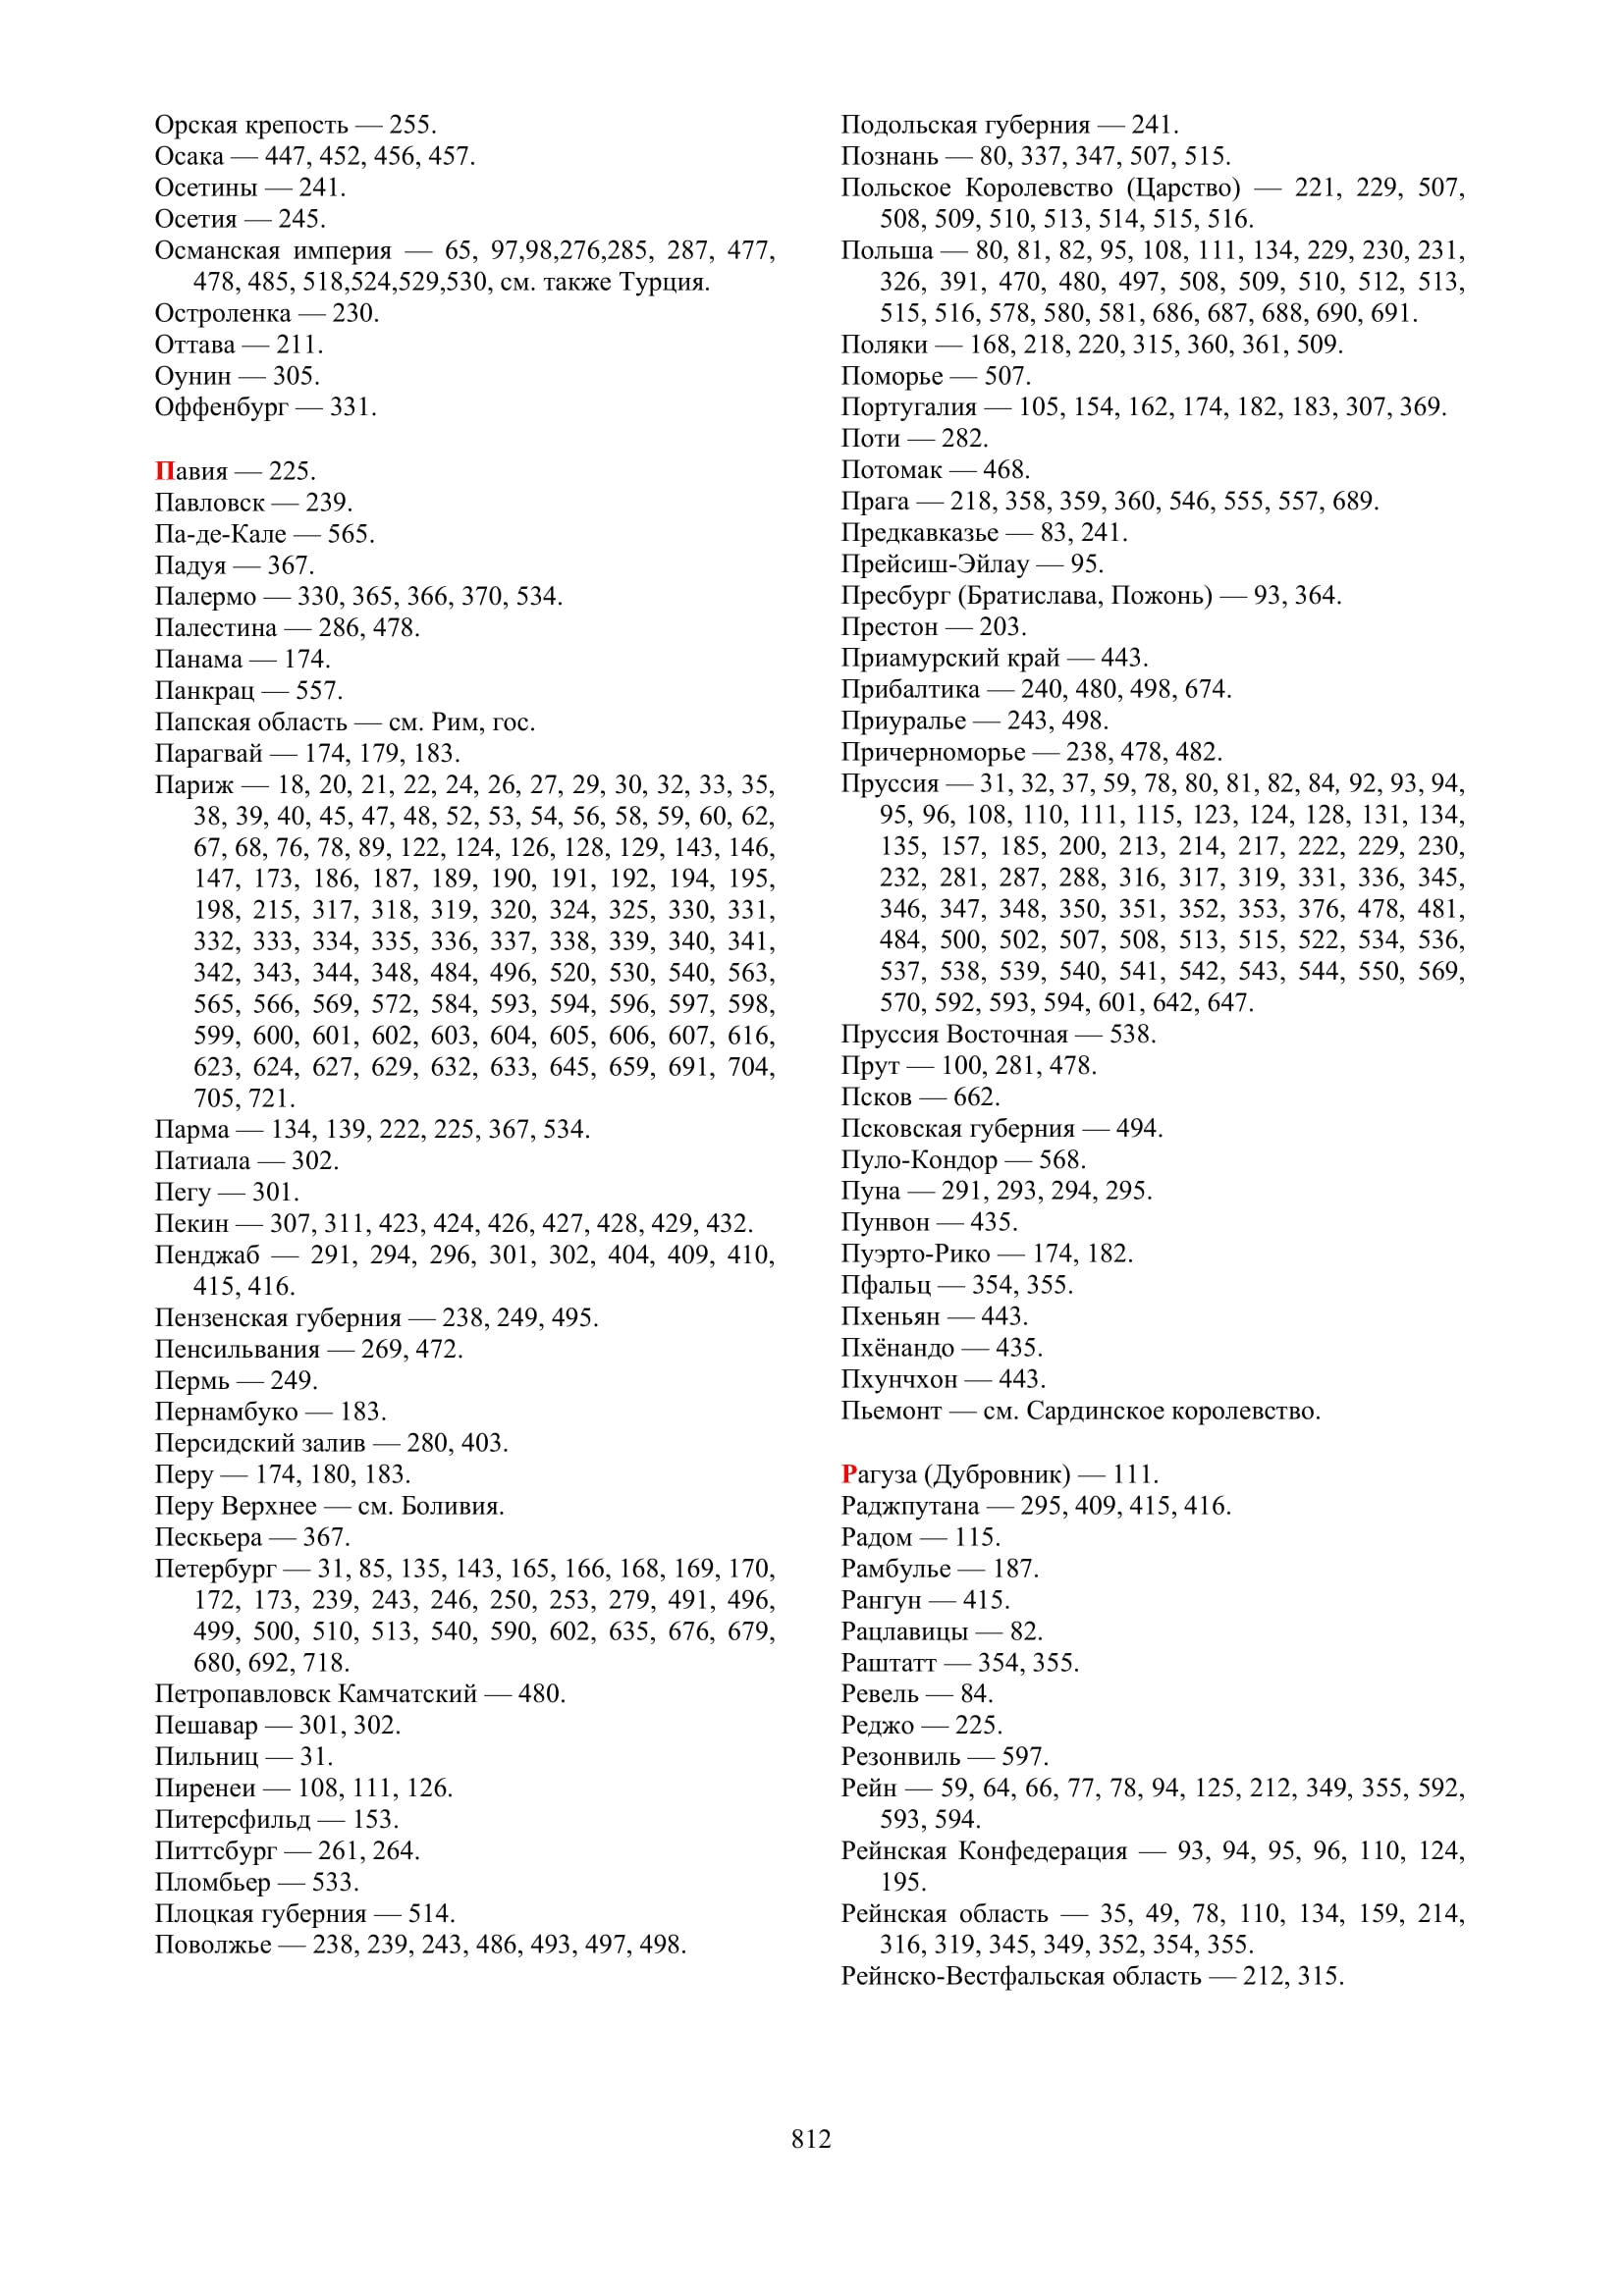 Орская крепость — 255.
Осака — 447, 452, 456, 457.
Осетины — 241.
Осетия — 245.
Османская империя — 65, 97,98,276,285, 287, 477,
478, 485, 518,524,529,530, см. также Турция.
Остроленка — 230.
Оттава — 211.
Оунин — 305.
Оффенбург — 331.
Павия — 225.
Павловск — 239.
Па-де-Кале — 565.
Падуя — 367.
Палермо — 330, 365, 366, 370, 534.
Палестина — 286, 478.
Панама — 174.
Панкрац — 557.
Папская область — см. Рим, гос.
Парагвай — 174, 179, 183.
Париж — 18, 20, 21, 22, 24, 26, 27, 29, 30, 32, 33, 35,
38, 39, 40, 45, 47, 48, 52, 53, 54, 56, 58, 59, 60, 62,
67, 68, 76, 78, 89, 122, 124, 126, 128, 129, 143, 146,
147, 173, 186, 187, 189, 190, 191, 192, 194, 195,
198, 215, 317, 318, 319, 320, 324, 325, 330, 331,
332, 333, 334, 335, 336, 337, 338, 339, 340, 341,
342, 343, 344, 348, 484, 496, 520, 530, 540, 563,
565, 566, 569, 572, 584, 593, 594, 596, 597, 598,
599, 600, 601, 602, 603, 604, 605, 606, 607, 616,
623, 624, 627, 629, 632, 633, 645, 659, 691, 704,
705, 721.
Парма — 134, 139, 222, 225, 367, 534.
Патиала — 302.
Пегу — 301.
Пекин — 307, 311, 423, 424, 426, 427, 428, 429, 432.
Пенджаб — 291, 294, 296, 301, 302, 404, 409, 410,
415, 416.
Пензенская губерния — 238, 249, 495.
Пенсильвания — 269, 472.
Пермь — 249.
Пернамбуко — 183.
Персидский залив — 280, 403.
Перу — 174, 180, 183.
Перу Верхнее — см. Боливия.
Пескьера — 367.
Петербург — 31, 85, 135, 143, 165, 166, 168, 169, 170,
172, 173, 239, 243, 246, 250, 253, 279, 491, 496,
499, 500, 510, 513, 540, 590, 602, 635, 676, 679,
680, 692, 718.
Петропавловск Камчатский — 480.
Пешавар — 301, 302.
Пильниц — 31.
Пиренеи — 108, 111, 126.
Питерсфильд — 153.
Питтсбург — 261, 264.
Пломбьер — 533.
Плоцкая губерния — 514.
Поволжье — 238, 239, 243, 486, 493, 497, 498.
Подольская губерния — 241.
Познань — 80, 337, 347, 507, 515.
Польское Королевство (Царство) — 221, 229, 507,
508, 509, 510, 513, 514, 515, 516.
Польша — 80, 81, 82, 95, 108, 111, 134, 229, 230, 231,
326, 391, 470, 480, 497, 508, 509, 510, 512, 513,
515, 516, 578, 580, 581, 686, 687, 688, 690, 691.
Поляки — 168, 218, 220, 315, 360, 361, 509.
Поморье — 507.
Португалия — 105, 154, 162, 174, 182, 183, 307, 369.
Поти — 282.
Потомак — 468.
Прага — 218, 358, 359, 360, 546, 555, 557, 689.
Предкавказье — 83, 241.
Прейсиш-Эйлау — 95.
Пресбург (Братислава, Пожонь) — 93, 364.
Престон — 203.
Приамурский край — 443.
Прибалтика — 240, 480, 498, 674.
Приуралье — 243, 498.
Причерноморье — 238, 478, 482.
Пруссия — 31, 32, 37, 59, 78, 80, 81, 82, 84, 92, 93, 94,
95, 96, 108, 110, 111, 115, 123, 124, 128, 131, 134,
135, 157, 185, 200, 213, 214, 217, 222, 229, 230,
232, 281, 287, 288, 316, 317, 319, 331, 336, 345,
346, 347, 348, 350, 351, 352, 353, 376, 478, 481,
484, 500, 502, 507, 508, 513, 515, 522, 534, 536,
537, 538, 539, 540, 541, 542, 543, 544, 550, 569,
570, 592, 593, 594, 601, 642, 647.
Пруссия Восточная — 538.
Прут — 100, 281, 478.
Псков — 662.
Псковская губерния — 494.
Пуло-Кондор — 568.
Пуна — 291, 293, 294, 295.
Пунвон — 435.
Пуэрто-Рико — 174, 182.
Пфальц — 354, 355.
Пхеньян — 443.
Пхёнандо — 435.
Пхунчхон — 443.
Пьемонт — см. Сардинское королевство.
Рагуза (Дубровник) — 111.
Раджпутана — 295, 409, 415, 416.
Радом — 115.
Рамбулье — 187.
Рангун — 415.
Рацлавицы — 82.
Раштатт — 354, 355.
Ревель — 84.
Реджо — 225.
Резонвиль — 597.
Рейн — 59, 64, 66, 77, 78, 94, 125, 212, 349, 355, 592,
593, 594.
Рейнская Конфедерация — 93, 94, 95, 96, 110, 124,
195.
Рейнская область — 35, 49, 78, 110, 134, 159, 214,
316, 319, 345, 349, 352, 354, 355.
Рейнско-Вестфальская область — 212, 315.
812